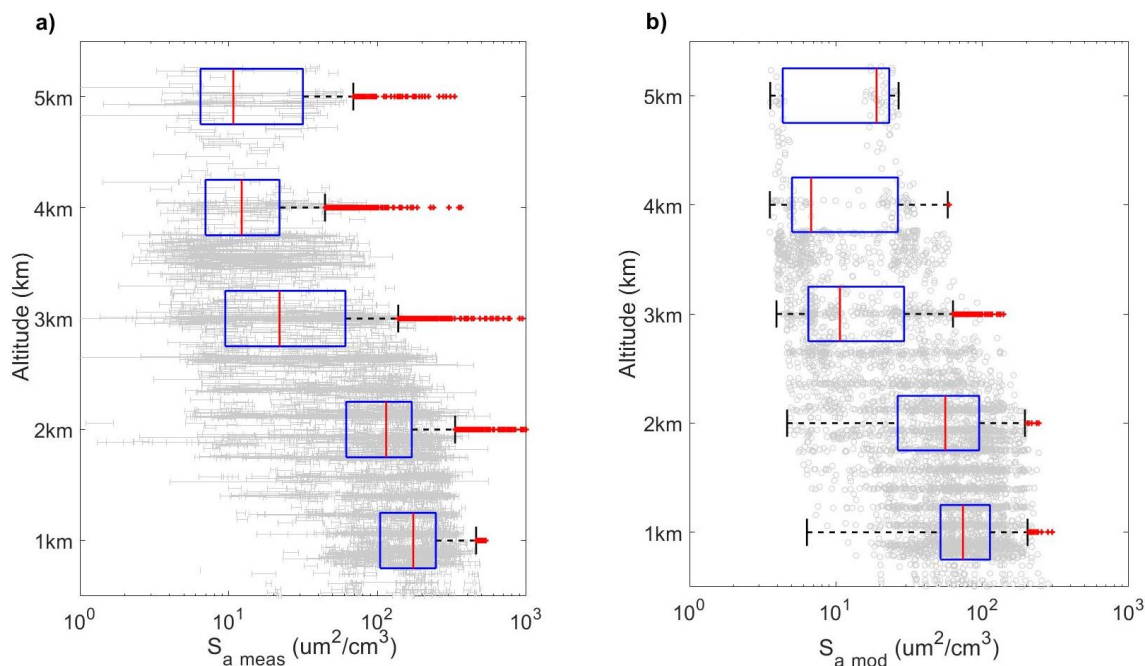 a)
5km
4km
3km
2km
1km
Altitude (km)
10^0
10^1
10^2
10^3
S_a meas (um^2/cm^3)
b)
5km
4km
3km
2km
1km
Altitude (km)
10^0
10^1
10^2
10^3
S_a mod (um^2/cm^3)